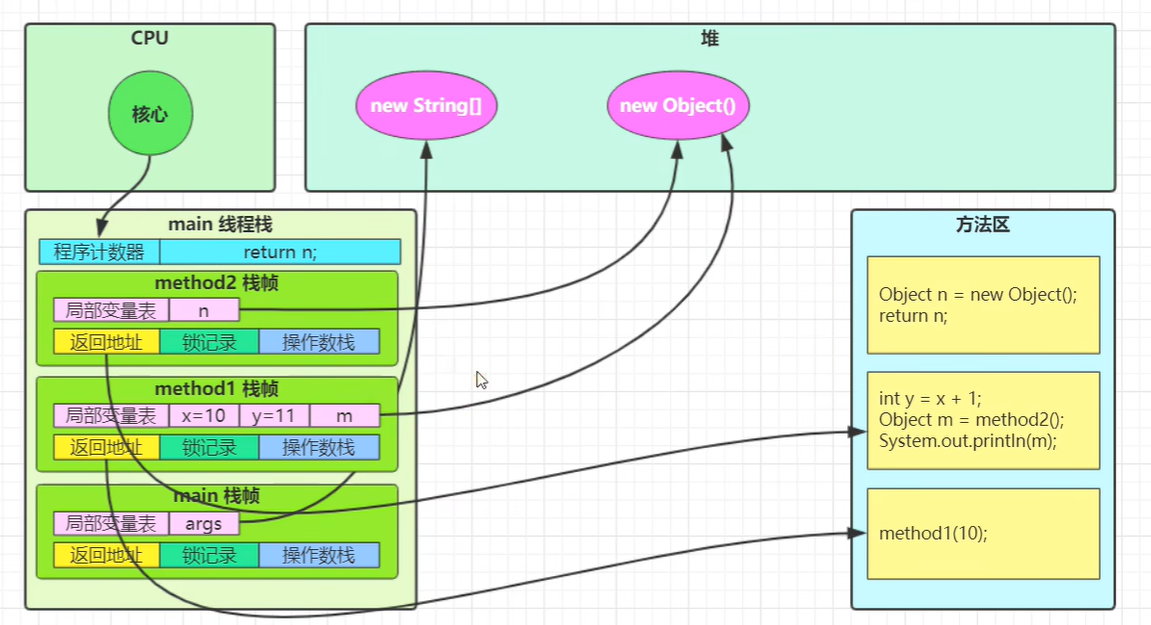 CPU
核心
堆
new String[]
new Object()
main 线程栈
程序计数器 return n;
method2 栈帧
局部变量表 n
返回地址 锁记录 操作数栈
method1 栈帧
局部变量表 x=10 y=11 m
返回地址 锁记录 操作数栈
main 栈帧
局部变量表 args
返回地址 锁记录 操作数栈
方法区
Object n = new Object();
return n;
int y = x + 1;
Object m = method2();
System.out.println(m);
method1(10);